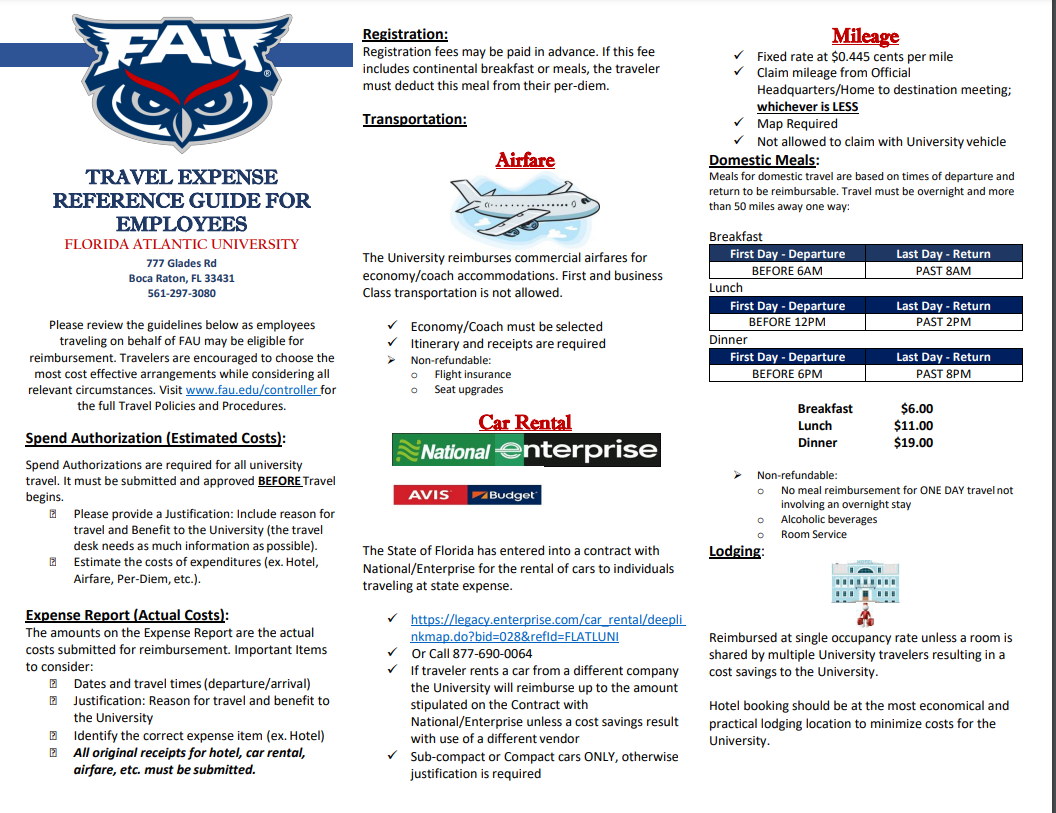 FAU
®
TRAVEL EXPENSE
REFERENCE GUIDE FOR
EMPLOYEES
FLORIDA ATLANTIC UNIVERSITY
777 Glades Rd
Boca Raton, FL 33431
561-297-3080
Please review the guidelines below as employees
traveling on behalf of FAU may be eligible for
reimbursement. Travelers are encouraged to choose the
most cost effective arrangements while considering all
relevant circumstances. Visit www.fau.edu/controller for
the full Travel Policies and Procedures.
Spend Authorization (Estimated Costs):
Spend Authorizations are required for all university
travel. It must be submitted and approved BEFORE Travel
begins.
Please provide a Justification: Include reason for
travel and Benefit to the University (the travel
desk needs as much information as possible).
Estimate the costs of expenditures (ex. Hotel,
Airfare, Per-Diem, etc.).
Expense Report (Actual Costs):
The amounts on the Expense Report are the actual
costs submitted for reimbursement. Important Items
to consider:
Dates and travel times (departure/arrival)
Justification: Reason for travel and benefit to
the University
Identify the correct expense item (ex. Hotel)
All original receipts for hotel, car rental,
airfare, etc. must be submitted.
Registration:
Registration fees may be paid in advance. If this fee
includes continental breakfast or meals, the traveler
must deduct this meal from their per-diem.
Transportation:
Airfare
The University reimburses commercial airfares for
economy/coach accommodations. First and business
Class transportation is not allowed.
✓ Economy/Coach must be selected
✓ Itinerary and receipts are required
➢ Non-refundable:
o Flight insurance
o Seat upgrades
Car Rental
National enterprise
AVIS Budget
The State of Florida has entered into a contract with
National/Enterprise for the rental of cars to individuals
traveling at state expense.
✓ https://legacy.enterprise.com/car_rental/deepli
nkmap.do?bid=028&refId=FLATLUNI
✓ Or Call 877-690-0064
✓ If traveler rents a car from a different company
the University will reimburse up to the amount
stipulated on the Contract with
National/Enterprise unless a cost savings result
with use of a different vendor
✓ Sub-compact or Compact cars ONLY, otherwise
justification is required
Mileage
✓ Fixed rate at $0.445 cents per mile
✓ Claim mileage from Official
Headquarters/Home to destination meeting;
whichever is LESS
✓ Map Required
✓ Not allowed to claim with University vehicle
Domestic Meals:
Meals for domestic travel are based on times of departure and
return to be reimbursable. Travel must be overnight and more
than 50 miles away one way:
Breakfast
First Day - Departure Last Day - Return
BEFORE 6AM PAST 8AM
Lunch
First Day - Departure Last Day - Return
BEFORE 12PM PAST 2PM
Dinner
First Day - Departure Last Day - Return
BEFORE 6PM PAST 8PM
Breakfast $6.00
Lunch $11.00
Dinner $19.00
➢ Non-refundable:
o No meal reimbursement for ONE DAY travel not
involving an overnight stay
o Alcoholic beverages
o Room Service
Lodging:
Reimbursed at single occupancy rate unless a room is
shared by multiple University travelers resulting in a
cost savings to the University.
Hotel booking should be at the most economical and
practical lodging location to minimize costs for the
University.